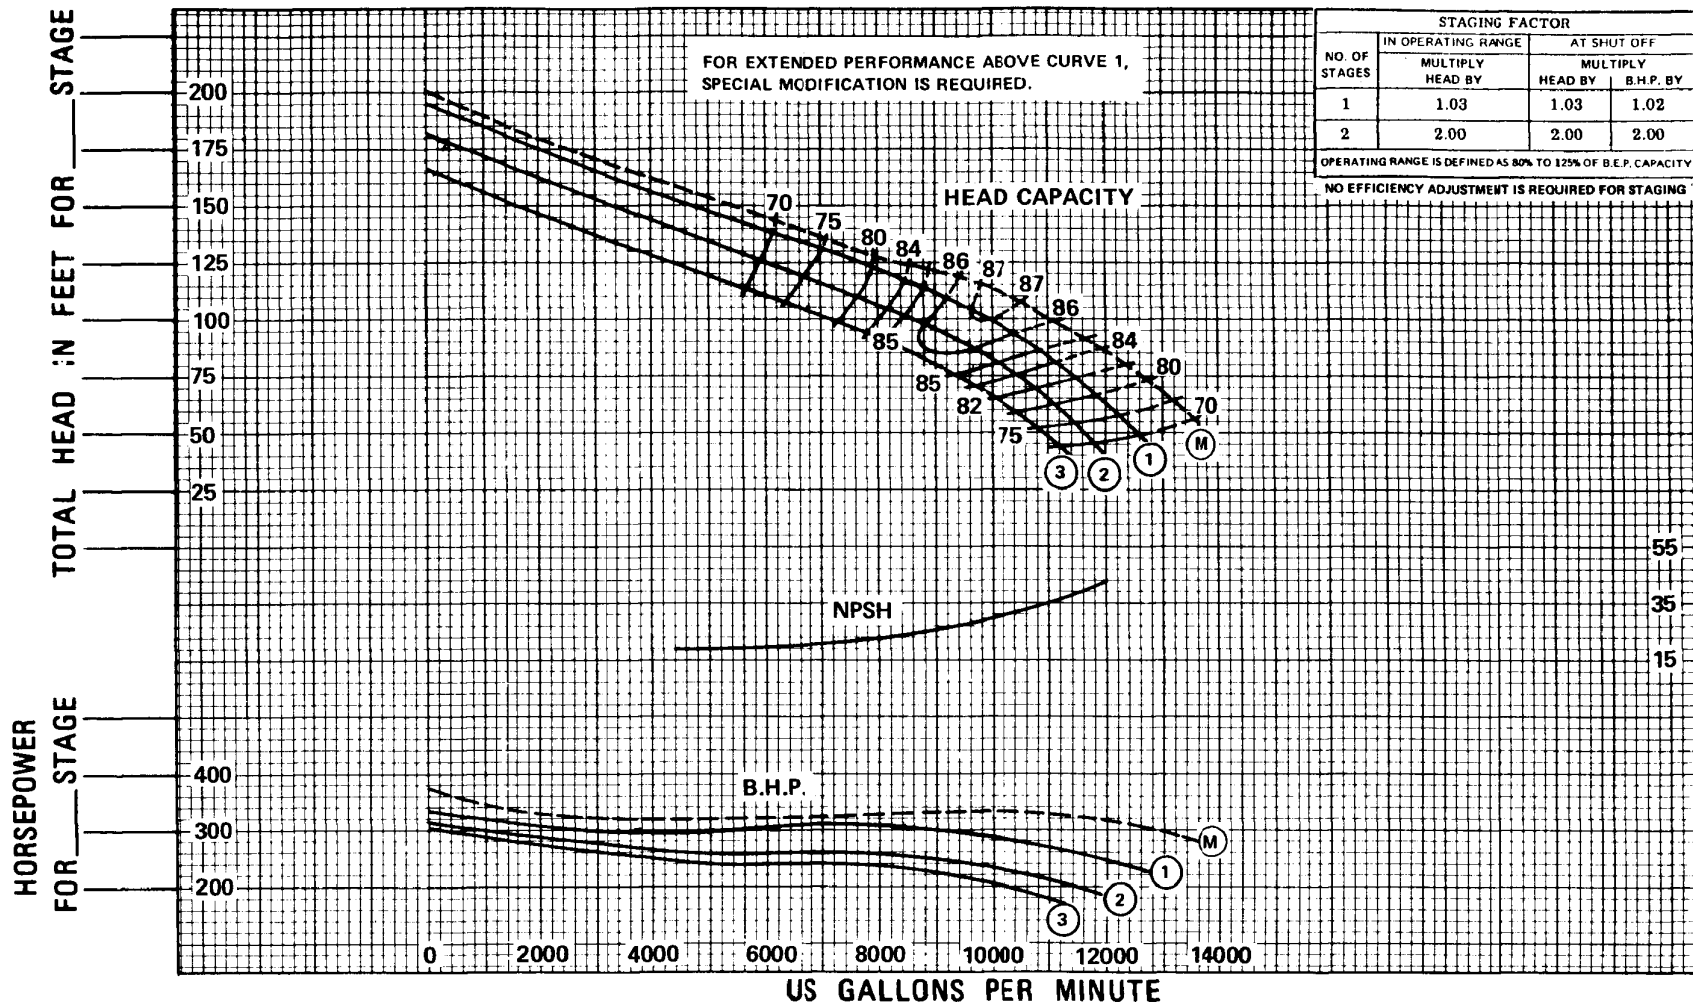 FOR EXTENDED PERFORMANCE ABOVE CURVE 1,
SPECIAL MODIFICATION IS REQUIRED.
STAGING FACTOR
NO. OF STAGES
IN OPERATING RANGE
AT SHUT OFF
MULTIPLY HEAD BY
MULTIPLY
HEAD BY
B.H.P. BY
1 1.03 1.03 1.02
2 2.00 2.00 2.00
OPERATING RANGE IS DEFINED AS 80% TO 125% OF B.E.P. CAPACITY
NO EFFICIENCY ADJUSTMENT IS REQUIRED FOR STAGING
TOTAL HEAD IN FEET FOR ___ STAGE
200
175
150
125
100
75
50
25
HEAD CAPACITY
70
75
80
84
86
87
87
86
84
80
70
85
85
82
75
3
2
1
M
55
35
15
NPSH
HORSEPOWER
FOR ___ STAGE
400
300
200
B.H.P.
M
1
2
3
0 2000 4000 6000 8000 10000 12000 14000
US GALLONS PER MINUTE